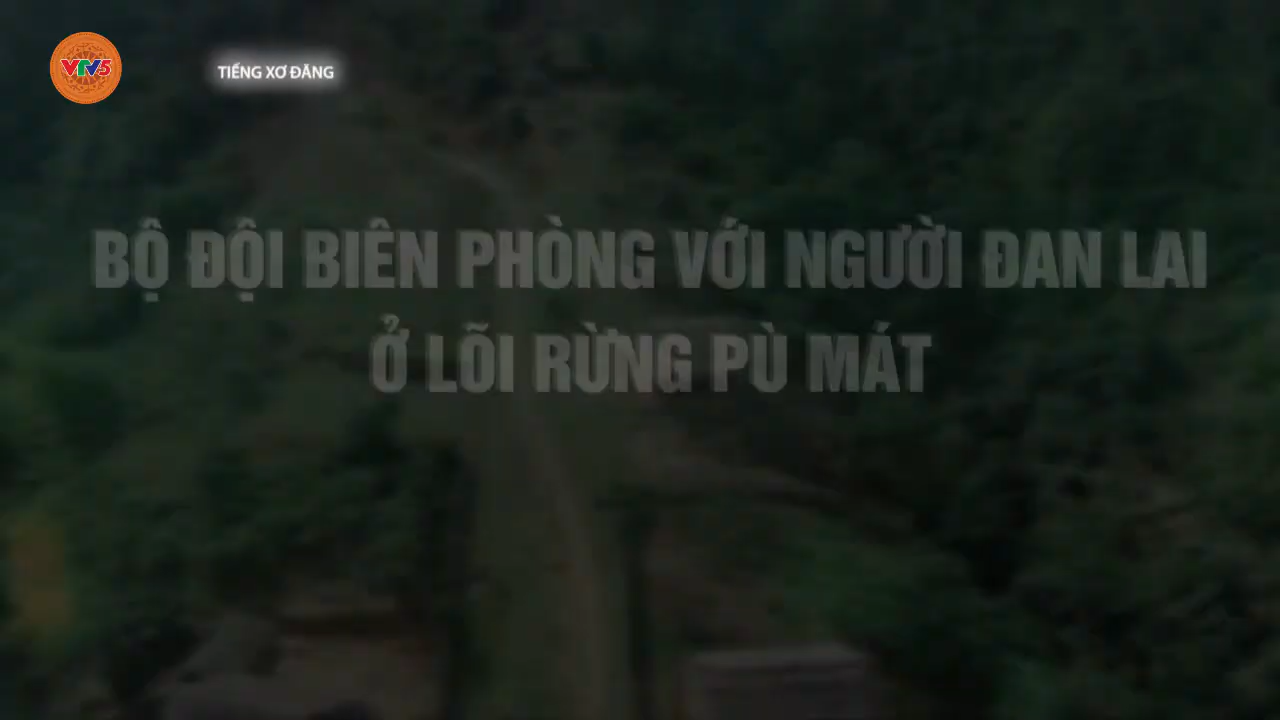 VTV5
TIẾNG XƠ ĐĂNG
BỘ ĐỘI BIÊN PHÒNG VỚI NGƯỜI ĐAN LAI
Ở LÕI RỪNG PÙ MÁT